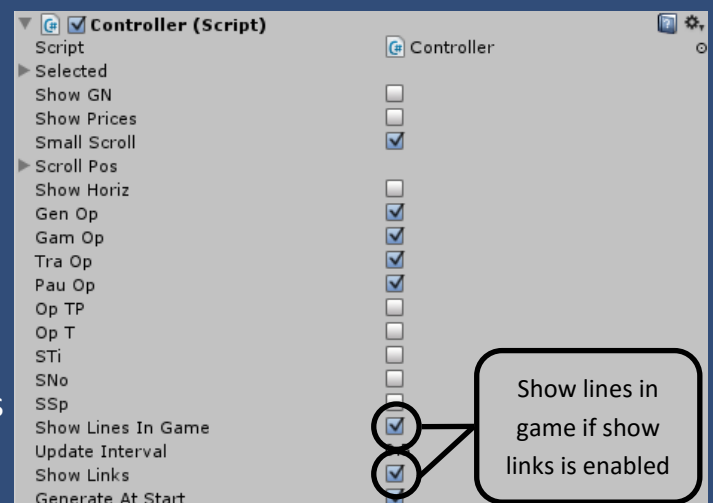 Controller (Script)
Script Controller
Selected
Show GN
Show Prices
Small Scroll
Scroll Pos
Show Horiz
Gen Op
Gam Op
Tra Op
Pau Op
Op TP
Op T
STi
SNo
SSp
Show Lines In Game
Update Interval
Show Links
Generate At Start
Show lines in
game if show
links is enabled
s